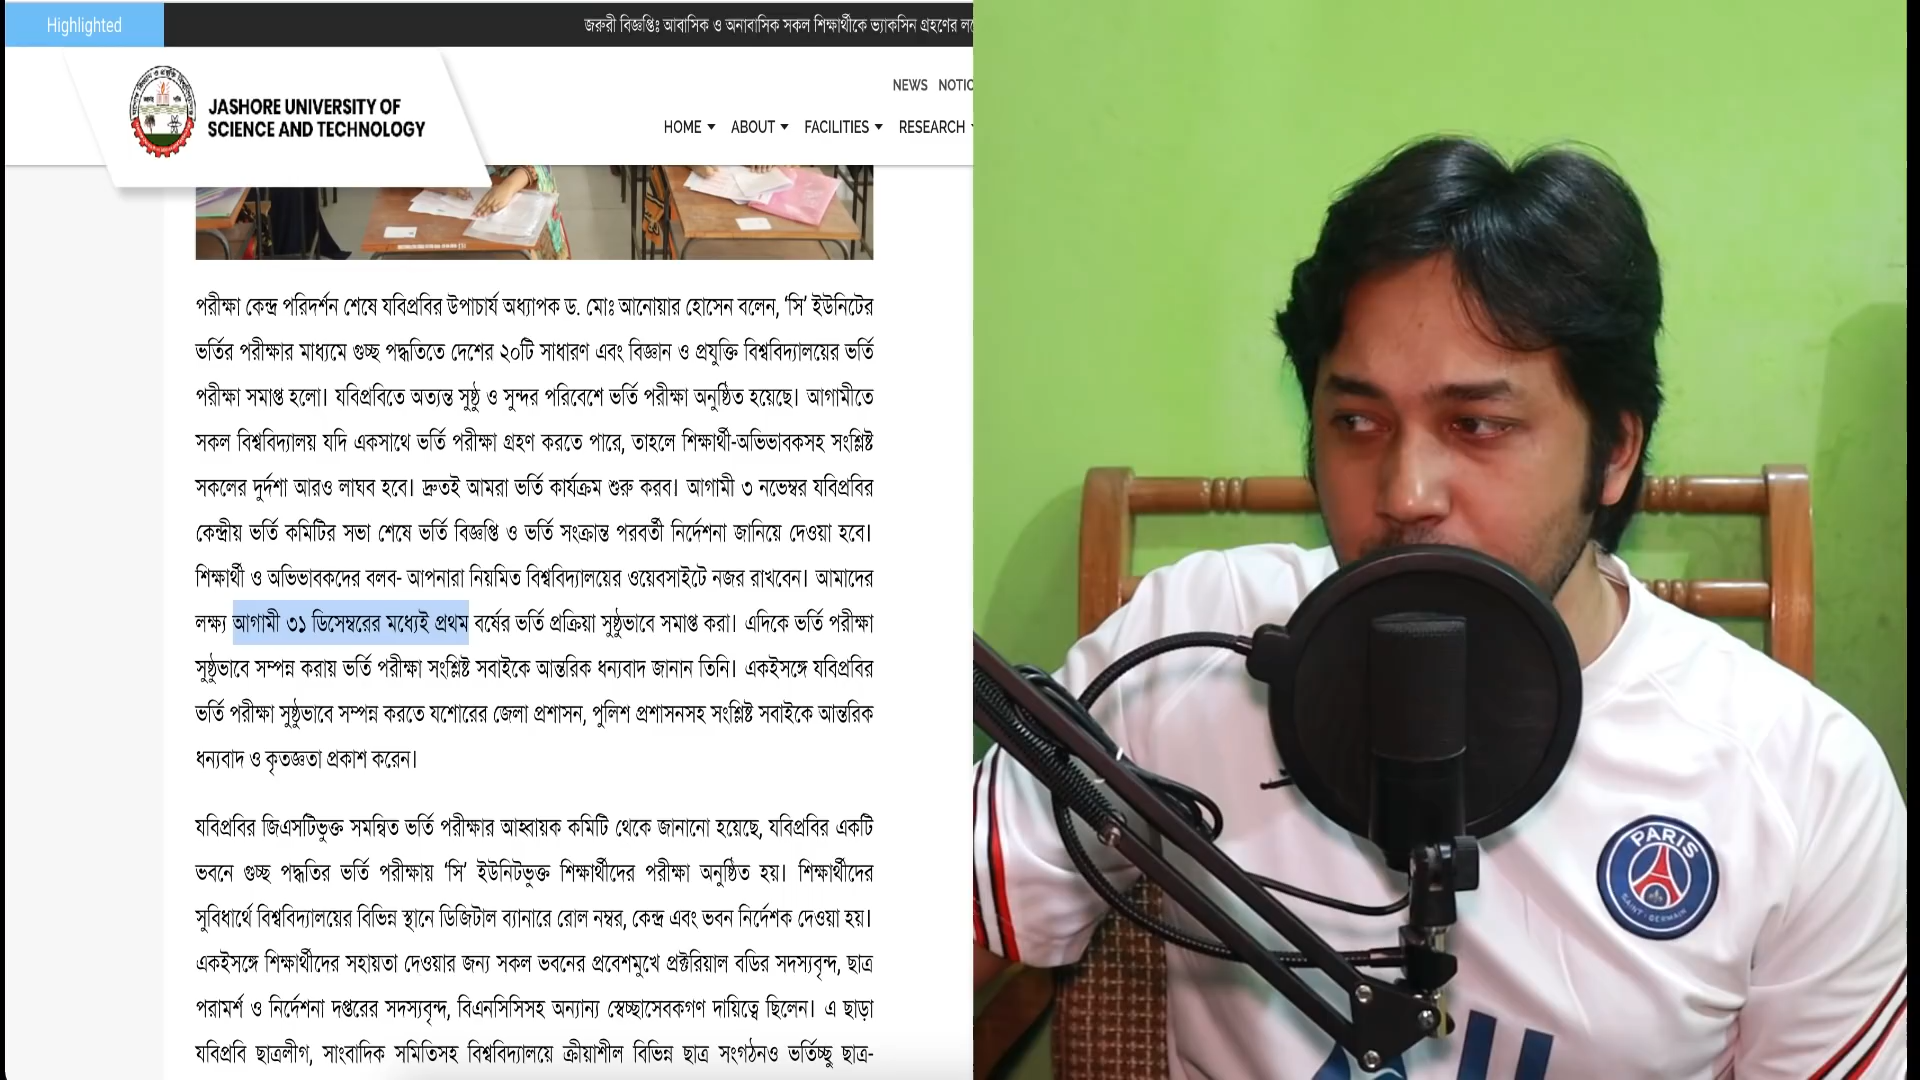 Highlighted
জরুরী বিজ্ঞপ্তিঃ আবাসিক ও অনাবাসিক সকল শিক্ষার্থীকে ভ্যাকসিন গ্রহণের
JASHORE UNIVERSITY OF
SCIENCE AND TECHNOLOGY
NEWS NOTIC
HOME ABOUT FACILITIES RESEARCH
পরীক্ষা কেন্দ্র পরিদর্শন শেষে যবিপ্রবির উপাচার্য অধ্যাপক ড. মোঃ আনোয়ার হোসেন বলেন, ‘সি’ ইউনিটের
ভর্তির পরীক্ষার মাধ্যমে গুচ্ছ পদ্ধতিতে দেশের ২০টি সাধারণ এবং বিজ্ঞান ও প্রযুক্তি বিশ্ববিদ্যালয়ের ভর্তি
পরীক্ষা সমাপ্ত হলো। যবিপ্রবিতে অত্যন্ত সুষ্ঠু ও সুন্দর পরিবেশে ভর্তি পরীক্ষা অনুষ্ঠিত হয়েছে। আগামীতে
সকল বিশ্ববিদ্যালয় যদি একসাথে ভর্তি পরীক্ষা গ্রহণ করতে পারে, তাহলে শিক্ষার্থী-অভিভাবকসহ সংশ্লিষ্ট
সকলের দুর্দশা আরও লাঘব হবে। দ্রুতই আমরা ভর্তি কার্যক্রম শুরু করব। আগামী ৩ নভেম্বর যবিপ্রবির
কেন্দ্রীয় ভর্তি কমিটির সভা শেষে ভর্তি বিজ্ঞপ্তি ও ভর্তি সংক্রান্ত পরবর্তী নির্দেশনা জানিয়ে দেওয়া হবে।
শিক্ষার্থী ও অভিভাবকদের বলব- আপনারা নিয়মিত বিশ্ববিদ্যালয়ের ওয়েবসাইটে নজর রাখবেন। আমাদের
লক্ষ্য আগামী ৩১ ডিসেম্বরের মধ্যেই প্রথম বর্ষের ভর্তি প্রক্রিয়া সুষ্ঠুভাবে সমাপ্ত করা। এদিকে ভর্তি পরীক্ষা
সুষ্ঠুভাবে সম্পন্ন করায় ভর্তি পরীক্ষা সংশ্লিষ্ট সবাইকে আন্তরিক ধন্যবাদ জানান তিনি। একইসঙ্গে যবিপ্রবির
ভর্তি পরীক্ষা সুষ্ঠুভাবে সম্পন্ন করতে যশোরের জেলা প্রশাসন, পুলিশ প্রশাসনসহ সংশ্লিষ্ট সবাইকে আন্তরিক
ধন্যবাদ ও কৃতজ্ঞতা প্রকাশ করেন।
যবিপ্রবির জিএসটিভুক্ত সমন্বিত ভর্তি পরীক্ষার আহ্বায়ক কমিটি থেকে জানানো হয়েছে, যবিপ্রবির একটি
ভবনে গুচ্ছ পদ্ধতির ভর্তি পরীক্ষায় ‘সি’ ইউনিটভুক্ত শিক্ষার্থীদের পরীক্ষা অনুষ্ঠিত হয়। শিক্ষার্থীদের
সুবিধার্থে বিশ্ববিদ্যালয়ের বিভিন্ন স্থানে ডিজিটাল ব্যানারে রোল নম্বর, কেন্দ্র এবং ভবন নির্দেশক দেওয়া হয়।
একইসঙ্গে শিক্ষার্থীদের সহায়তা দেওয়ার জন্য সকল ভবনের প্রবেশমুখে প্রক্টরিয়াল বডির সদস্যবৃন্দ, ছাত্র
পরামর্শ ও নির্দেশনা দপ্তরের সদস্যবৃন্দ, বিএনসিসিসহ অন্যান্য স্বেচ্ছাসেবকগণ দায়িত্বে ছিলেন। এ ছাড়া
যবিপ্রবি ছাত্রলীগ, সাংবাদিক সমিতিসহ বিশ্ববিদ্যালয়ে ক্রীয়াশীল বিভিন্ন ছাত্র সংগঠনও ভর্তিচ্ছু ছাত্র-
PARIS
SAINT-GERMAIN